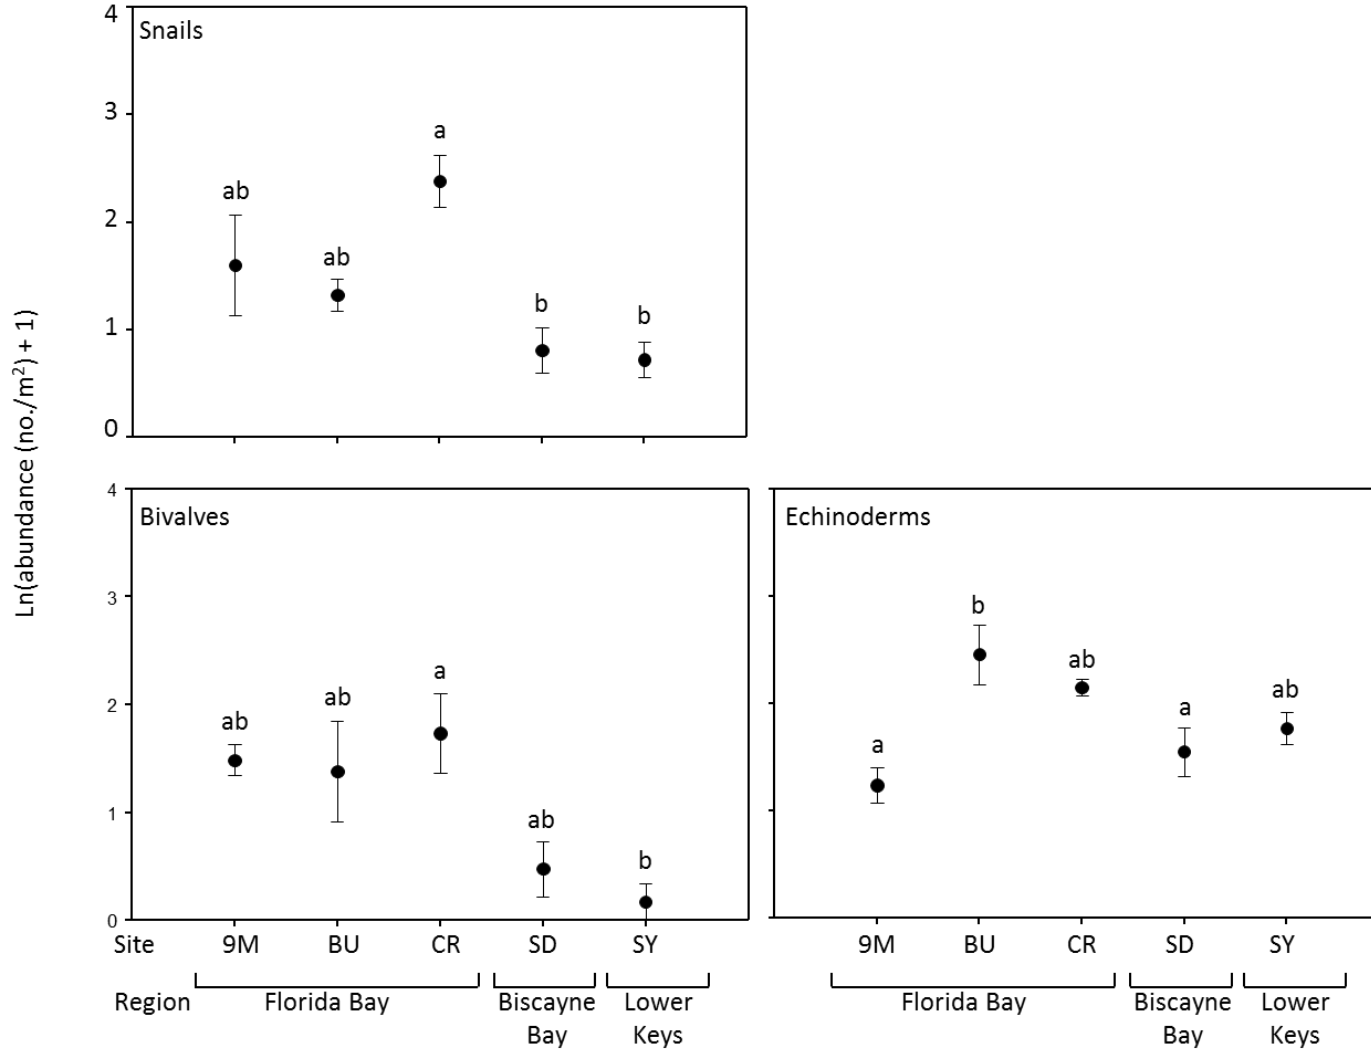 Ln(abundance (no./m²) + 1)
Snails
4
3
2
1
0
ab
ab
a
b
b
Bivalves
4
3
2
1
0
ab
ab
a
ab
b
Echinoderms
a
b
ab
a
ab
Site 9M BU CR SD SY
9M BU CR SD SY
Region Florida Bay Biscayne Bay Lower Keys
Florida Bay Biscayne Bay Lower Keys